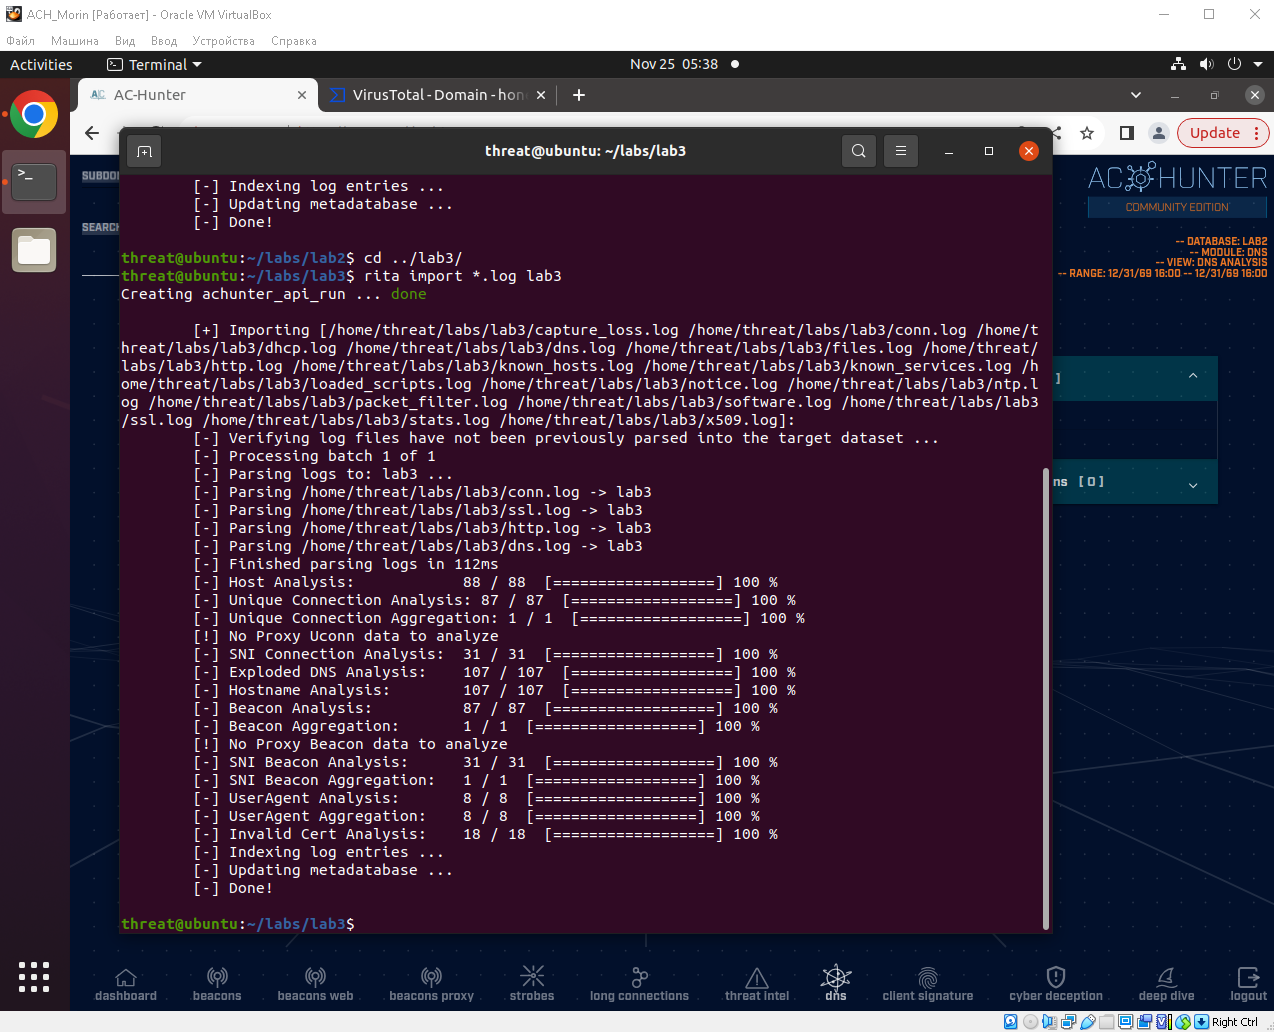 ACH_Morin [Работает] - Oracle VM VirtualBox
Файл Машина Вид Ввод Устройства Справка
Activities Terminal Nov 25 05:38
AC-Hunter VirusTotal - Domain - hon
Update
threat@ubuntu: ~/labs/lab3
[-] Indexing log entries ...
[-] Updating metadatabase ...
[-] Done!
threat@ubuntu:~/labs/lab2$ cd ../lab3/
threat@ubuntu:~/labs/lab3$ rita import *.log lab3
Creating achunter_api_run ... done
[+] Importing [/home/threat/labs/lab3/capture_loss.log /home/threat/labs/lab3/conn.log /home/t
hreat/labs/lab3/dhcp.log /home/threat/labs/lab3/dns.log /home/threat/labs/lab3/files.log /home/threat/
labs/lab3/http.log /home/threat/labs/lab3/known_hosts.log /home/threat/labs/lab3/known_services.log /h
ome/threat/labs/lab3/loaded_scripts.log /home/threat/labs/lab3/notice.log /home/threat/labs/lab3/ntp.l
og /home/threat/labs/lab3/packet_filter.log /home/threat/labs/lab3/software.log /home/threat/labs/lab3
/ssl.log /home/threat/labs/lab3/stats.log /home/threat/labs/lab3/x509.log]:
[-] Verifying log files have not been previously parsed into the target dataset ...
[-] Processing batch 1 of 1
[-] Parsing logs to: lab3 ...
[-] Parsing /home/threat/labs/lab3/conn.log -> lab3
[-] Parsing /home/threat/labs/lab3/ssl.log -> lab3
[-] Parsing /home/threat/labs/lab3/http.log -> lab3
[-] Parsing /home/threat/labs/lab3/dns.log -> lab3
[-] Finished parsing logs in 112ms
[-] Host Analysis: 88 / 88 [==================] 100 %
[-] Unique Connection Analysis: 87 / 87 [==================] 100 %
[-] Unique Connection Aggregation: 1 / 1 [==================] 100 %
[!] No Proxy Uconn data to analyze
[-] SNI Connection Analysis: 31 / 31 [==================] 100 %
[-] Exploded DNS Analysis: 107 / 107 [==================] 100 %
[-] Hostname Analysis: 107 / 107 [==================] 100 %
[-] Beacon Analysis: 87 / 87 [==================] 100 %
[-] Beacon Aggregation: 1 / 1 [==================] 100 %
[!] No Proxy Beacon data to analyze
[-] SNI Beacon Analysis: 31 / 31 [==================] 100 %
[-] SNI Beacon Aggregation: 1 / 1 [==================] 100 %
[-] UserAgent Analysis: 8 / 8 [==================] 100 %
[-] UserAgent Aggregation: 8 / 8 [==================] 100 %
[-] Invalid Cert Analysis: 18 / 18 [==================] 100 %
[-] Indexing log entries ...
[-] Updating metadatabase ...
[-] Done!
threat@ubuntu:~/labs/lab3$
SUBDO
SEARC
AC HUNTER
COMMUNITY EDITION
-- DATABASE: LAB2
-- MODULE: DNS
-- VIEW: DNS ANALYSIS
-- RANGE: 12/31/69 16:00 -- 12/31/69 16:00
]
ns [ 0 ]
dashboard beacons beacons web beacons proxy strobes long connections threat intel dns client signature cyber deception deep dive logout
Right Ctrl